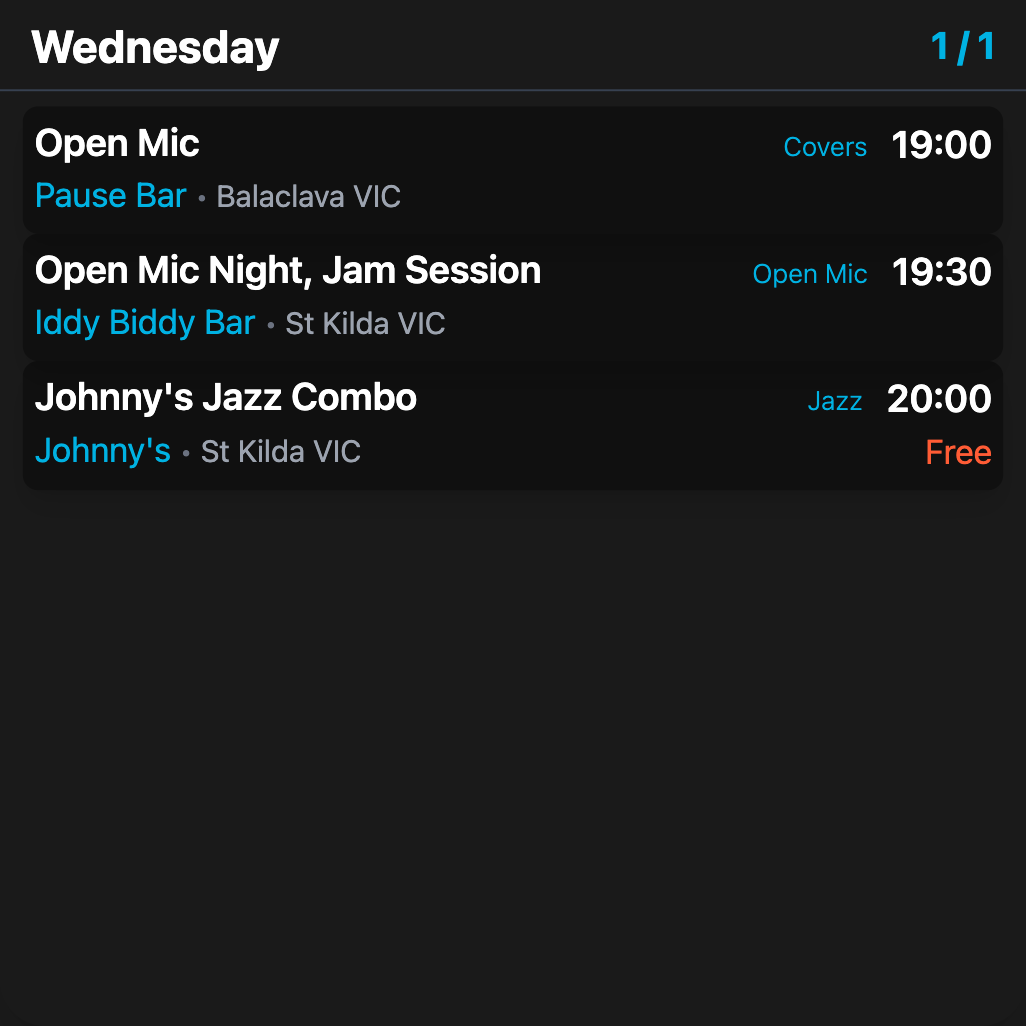 Wednesday 1 / 1
Open Mic Covers 19:00
Pause Bar • Balaclava VIC
Open Mic Night, Jam Session Open Mic 19:30
Iddy Biddy Bar • St Kilda VIC
Johnny's Jazz Combo Jazz 20:00
Johnny's • St Kilda VIC Free